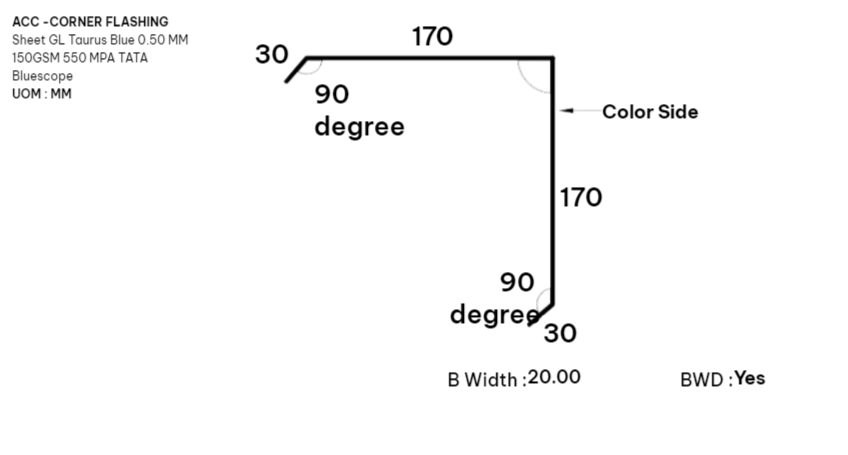 ACC -CORNER FLASHING
Sheet GL Taurus Blue 0.50 MM
150GSM 550 MPA TATA
Bluescope
UOM : MM
170
30
90
degree
Color Side
170
90
degree
30
B Width :20.00
BWD :Yes